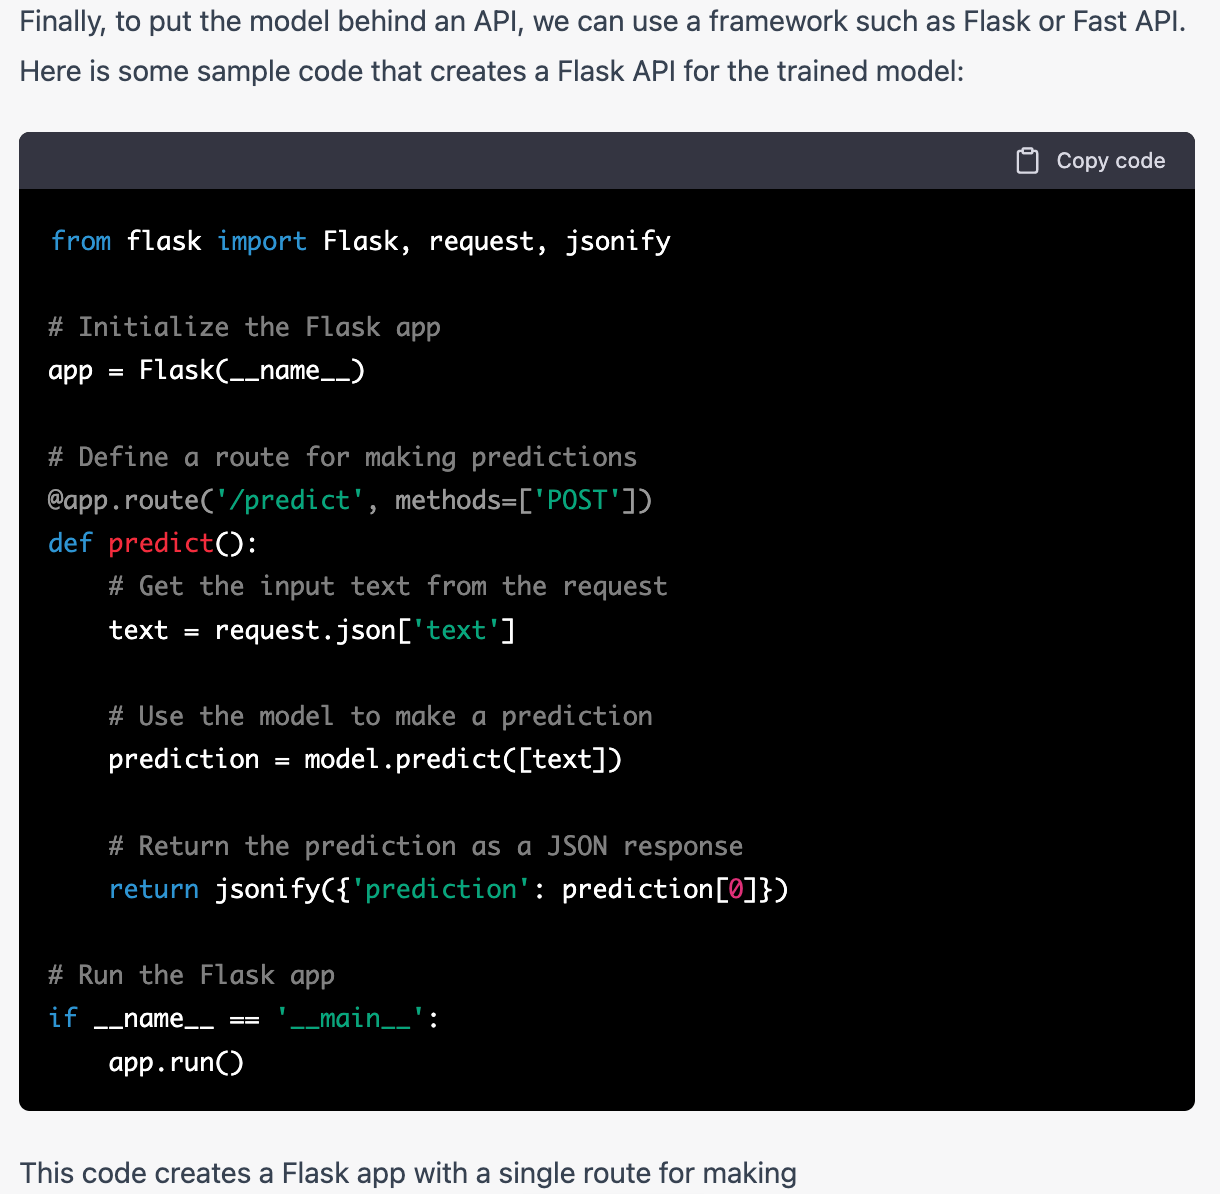 Finally, to put the model behind an API, we can use a framework such as Flask or Fast API.
Here is some sample code that creates a Flask API for the trained model:
Copy code
from flask import Flask, request, jsonify
# Initialize the Flask app
app = Flask(__name__)
# Define a route for making predictions
@app.route('/predict', methods=['POST'])
def predict():
    # Get the input text from the request
    text = request.json['text']
    # Use the model to make a prediction
    prediction = model.predict([text])
    # Return the prediction as a JSON response
    return jsonify({'prediction': prediction[0]})
# Run the Flask app
if __name__ == '__main__':
    app.run()
This code creates a Flask app with a single route for making